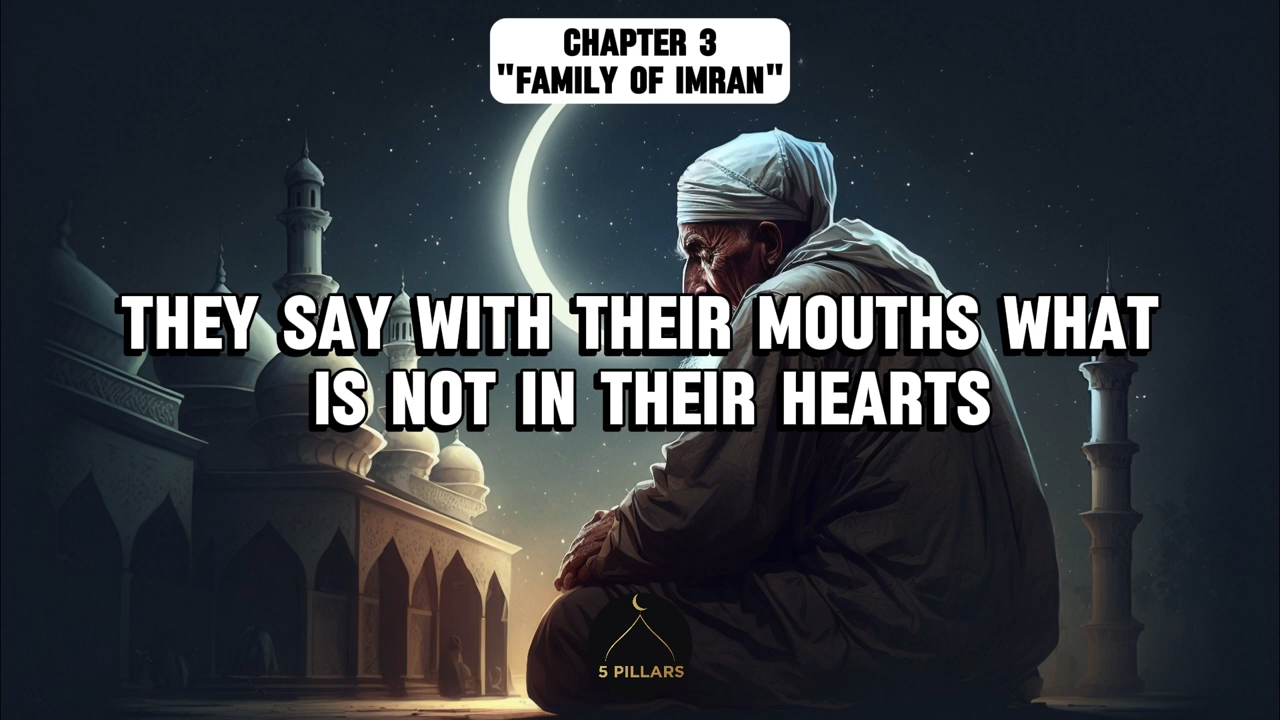 CHAPTER 3
"FAMILY OF IMRAN"
THEY SAY WITH THEIR MOUTHS WHAT
IS NOT IN THEIR HEARTS
5 PILLARS